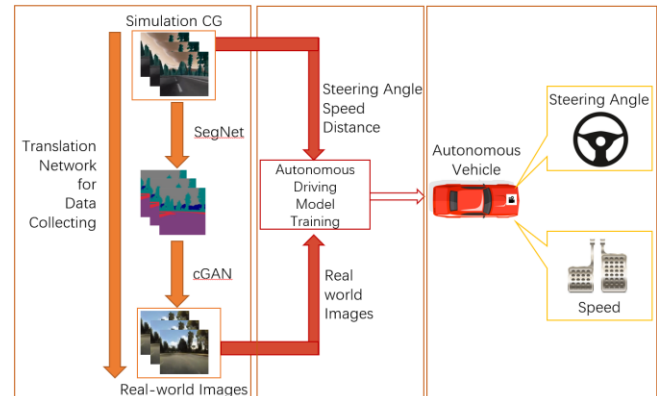 Simulation CG
SegNet
Translation
Network
for
Data
Collecting
cGAN
Real-world Images
Steering Angle
Speed
Distance
Autonomous
Driving
Model
Training
Real
world
Images
Autonomous
Vehicle
Steering Angle
Speed